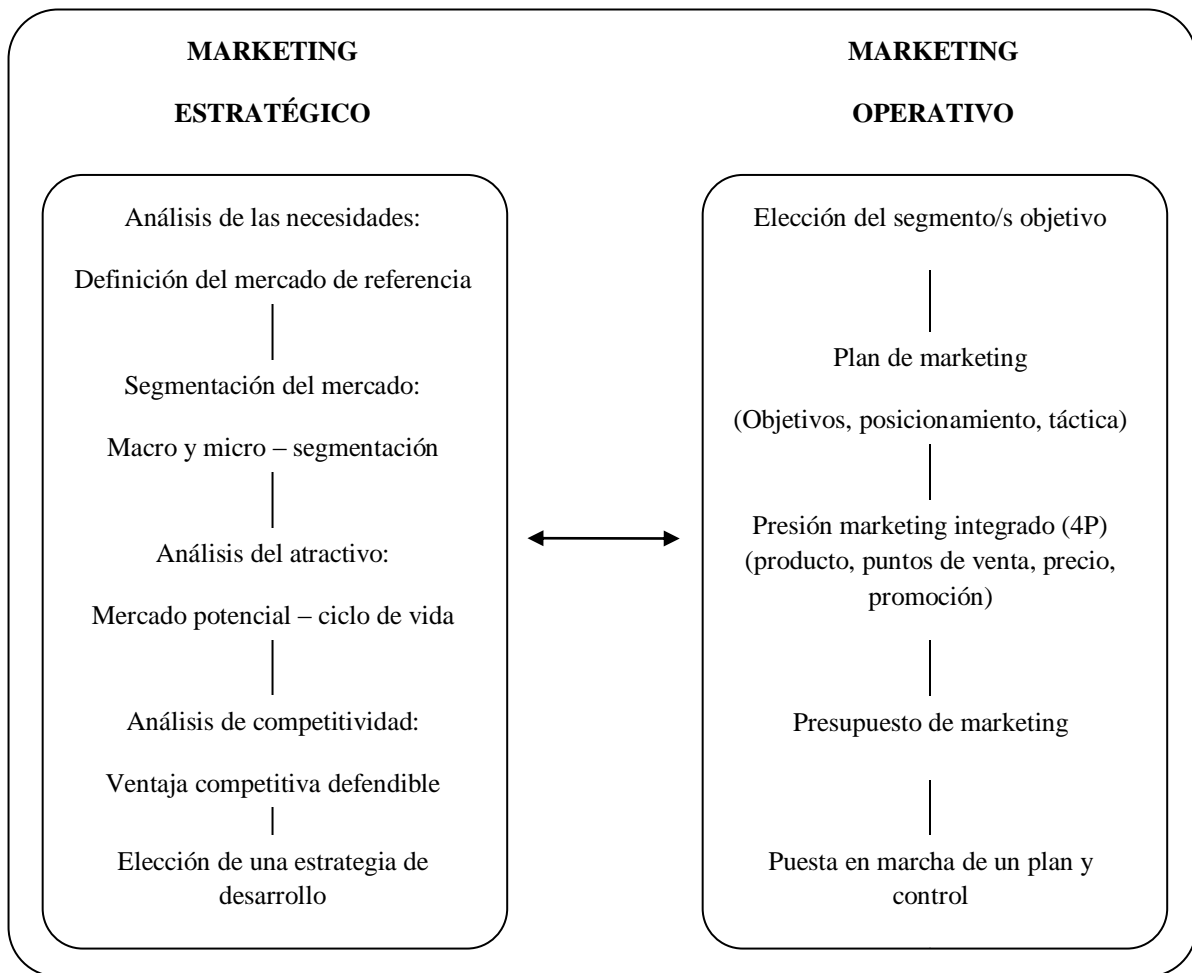 MARKETING
ESTRATÉGICO
Análisis de las necesidades:
Definición del mercado de referencia
Segmentación del mercado:
Macro y micro – segmentación
Análisis del atractivo:
Mercado potencial – ciclo de vida
Análisis de competitividad:
Ventaja competitiva defendible
Elección de una estrategia de
desarrollo
MARKETING
OPERATIVO
Elección del segmento/s objetivo
Plan de marketing
(Objetivos, posicionamiento, táctica)
Presión marketing integrado (4P)
(producto, puntos de venta, precio,
promoción)
Presupuesto de marketing
Puesta en marcha de un plan y
control